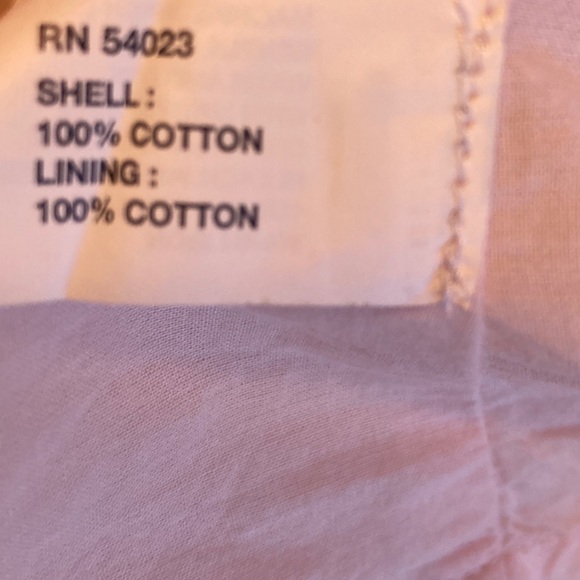 RN 54023
SHELL :
100% COTTON
LINING :
100% COTTON